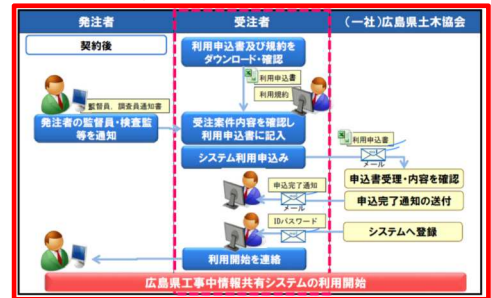 発注者
受注者
(一社)広島県土木協会
契約後
利用申込書及び規約を
ダウンロード・確認
利用申込書
利用規約
監督員、調査員通知書
発注者の監督員・検査監
等を通知
受注案件内容を確認し
利用申込書に記入
利用申込書
システム利用申込み
メール
申込書受理・内容を確認
申込完了通知
メール
申込完了通知の送付
IDパスワード
メール
システムへ登録
利用開始を連絡
広島県工事中情報共有システムの利用開始